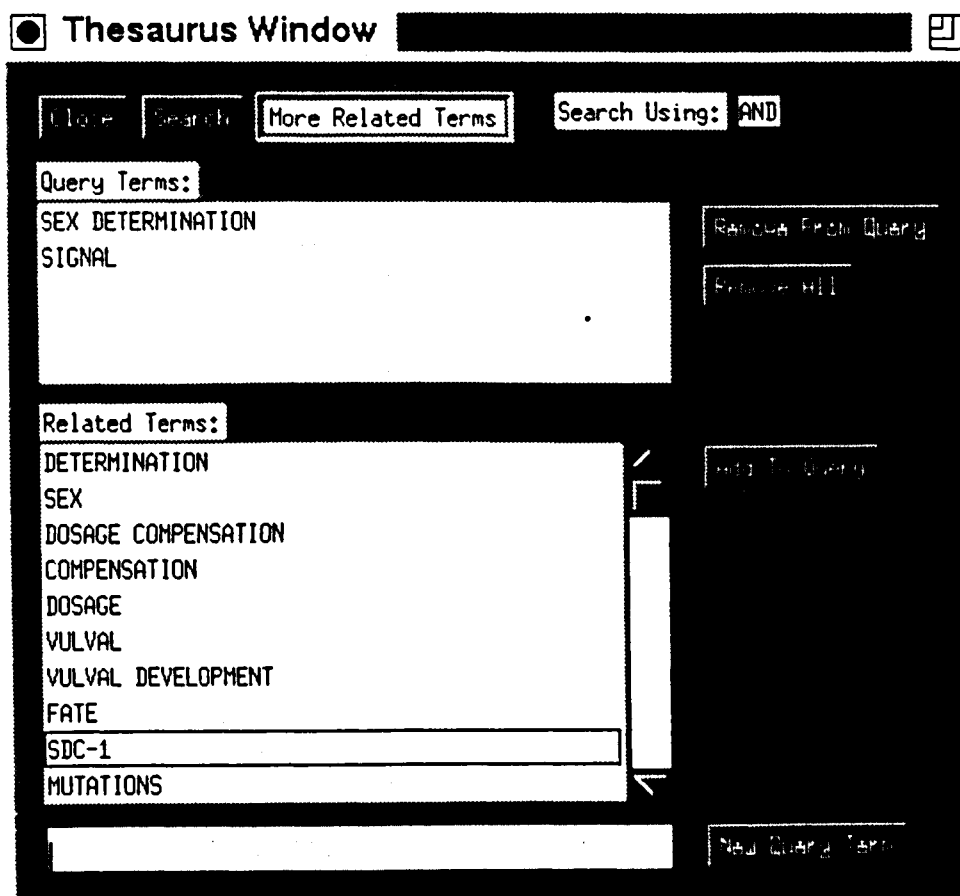 Thesaurus Window
Close Search More Related Terms Search Using: AND
Query Terms:
SEX DETERMINATION
SIGNAL
Remove From Query
Remove All
Related Terms:
DETERMINATION
SEX
DOSAGE COMPENSATION
COMPENSATION
DOSAGE
VULVAL
VULVAL DEVELOPMENT
FATE
SDC-1
MUTATIONS
Add To Query
New Query Term